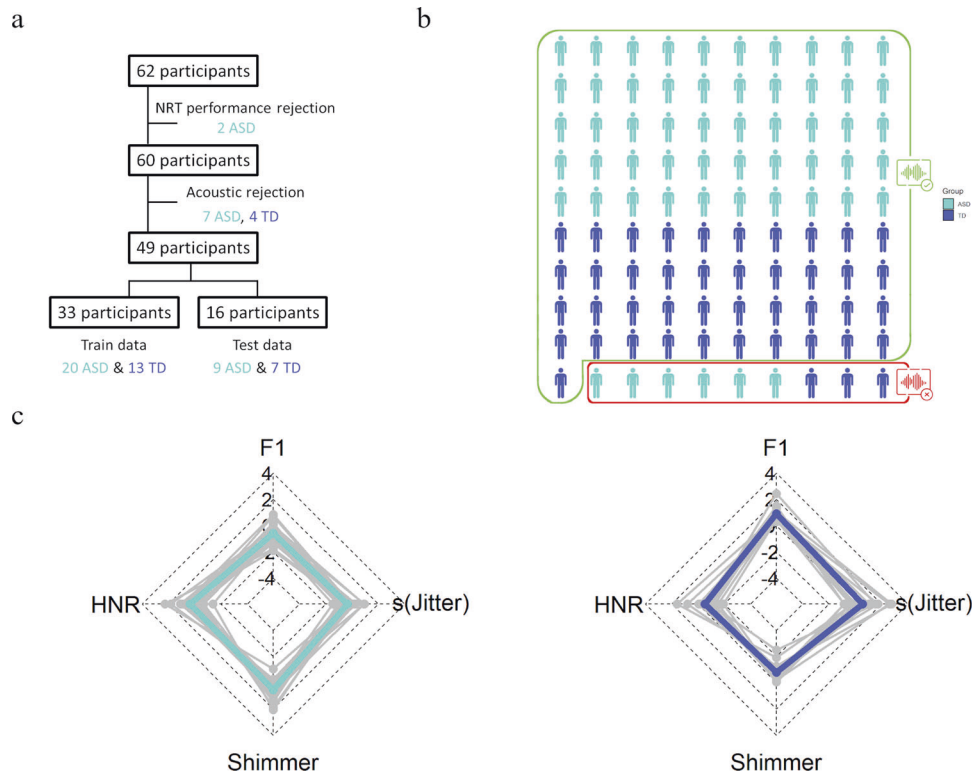 a
62 participants
NRT performance rejection
2 ASD
60 participants
Acoustic rejection
7 ASD, 4 TD
49 participants
33 participants
16 participants
Train data
Test data
20 ASD & 13 TD
9 ASD & 7 TD
b
Group
ASD
TD
c
F1
4
2
2
-4
HNR
s(Jitter)
Shimmer
F1
4
2
-2
-4
HNR
s(Jitter)
Shimmer